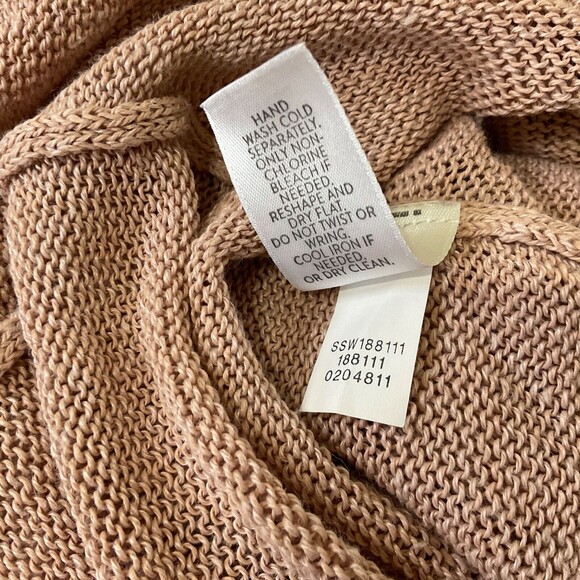 HAND
WASH COLD
SEPARATELY.
ONLY NON-
CHLORINE
BLEACH IF
NEEDED.
RESHAPE AND
DRY FLAT.
DO NOT TWIST OR
WRING.
COOL IRON IF
NEEDED.
OR DRY CLEAN.
SSW188111
188111
0204811